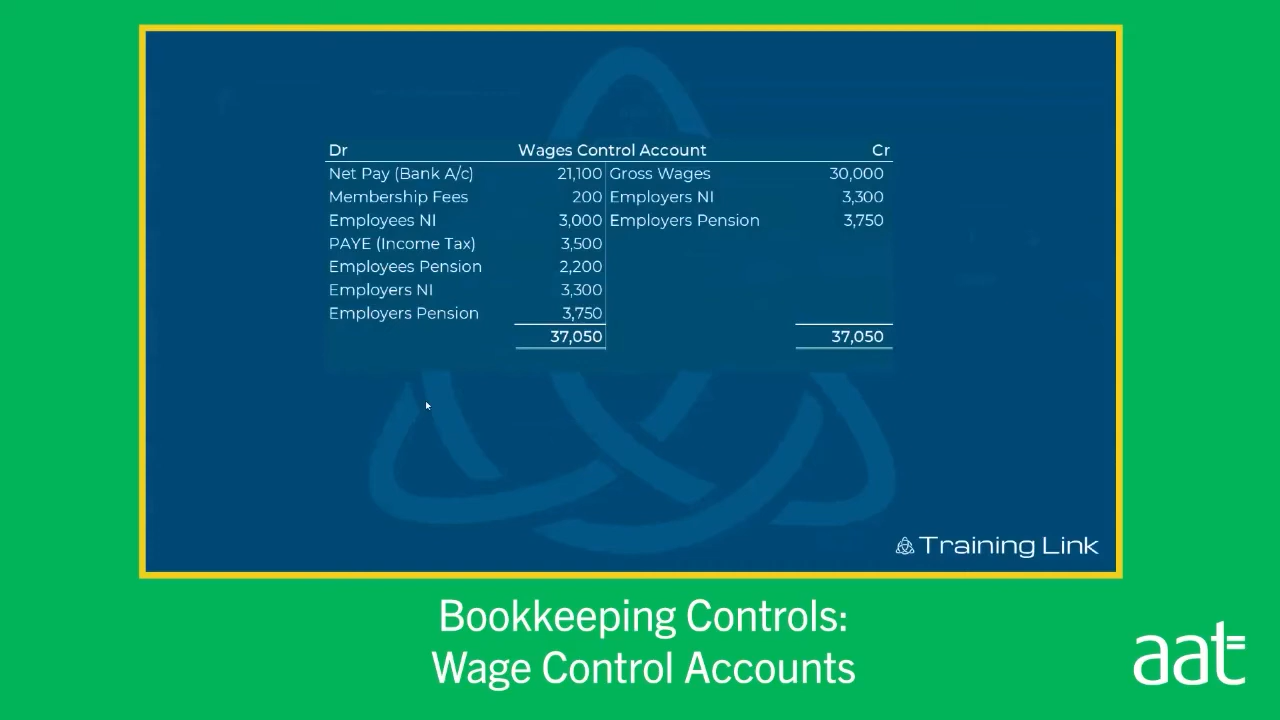 Dr Wages Control Account Cr
Net Pay (Bank A/c) 21,100 Gross Wages 30,000
Membership Fees 200 Employers NI 3,300
Employees NI 3,000 Employers Pension 3,750
PAYE (Income Tax) 3,500
Employees Pension 2,200
Employers NI 3,300
Employers Pension 3,750
37,050 37,050
Training Link
Bookkeeping Controls:
Wage Control Accounts
aat